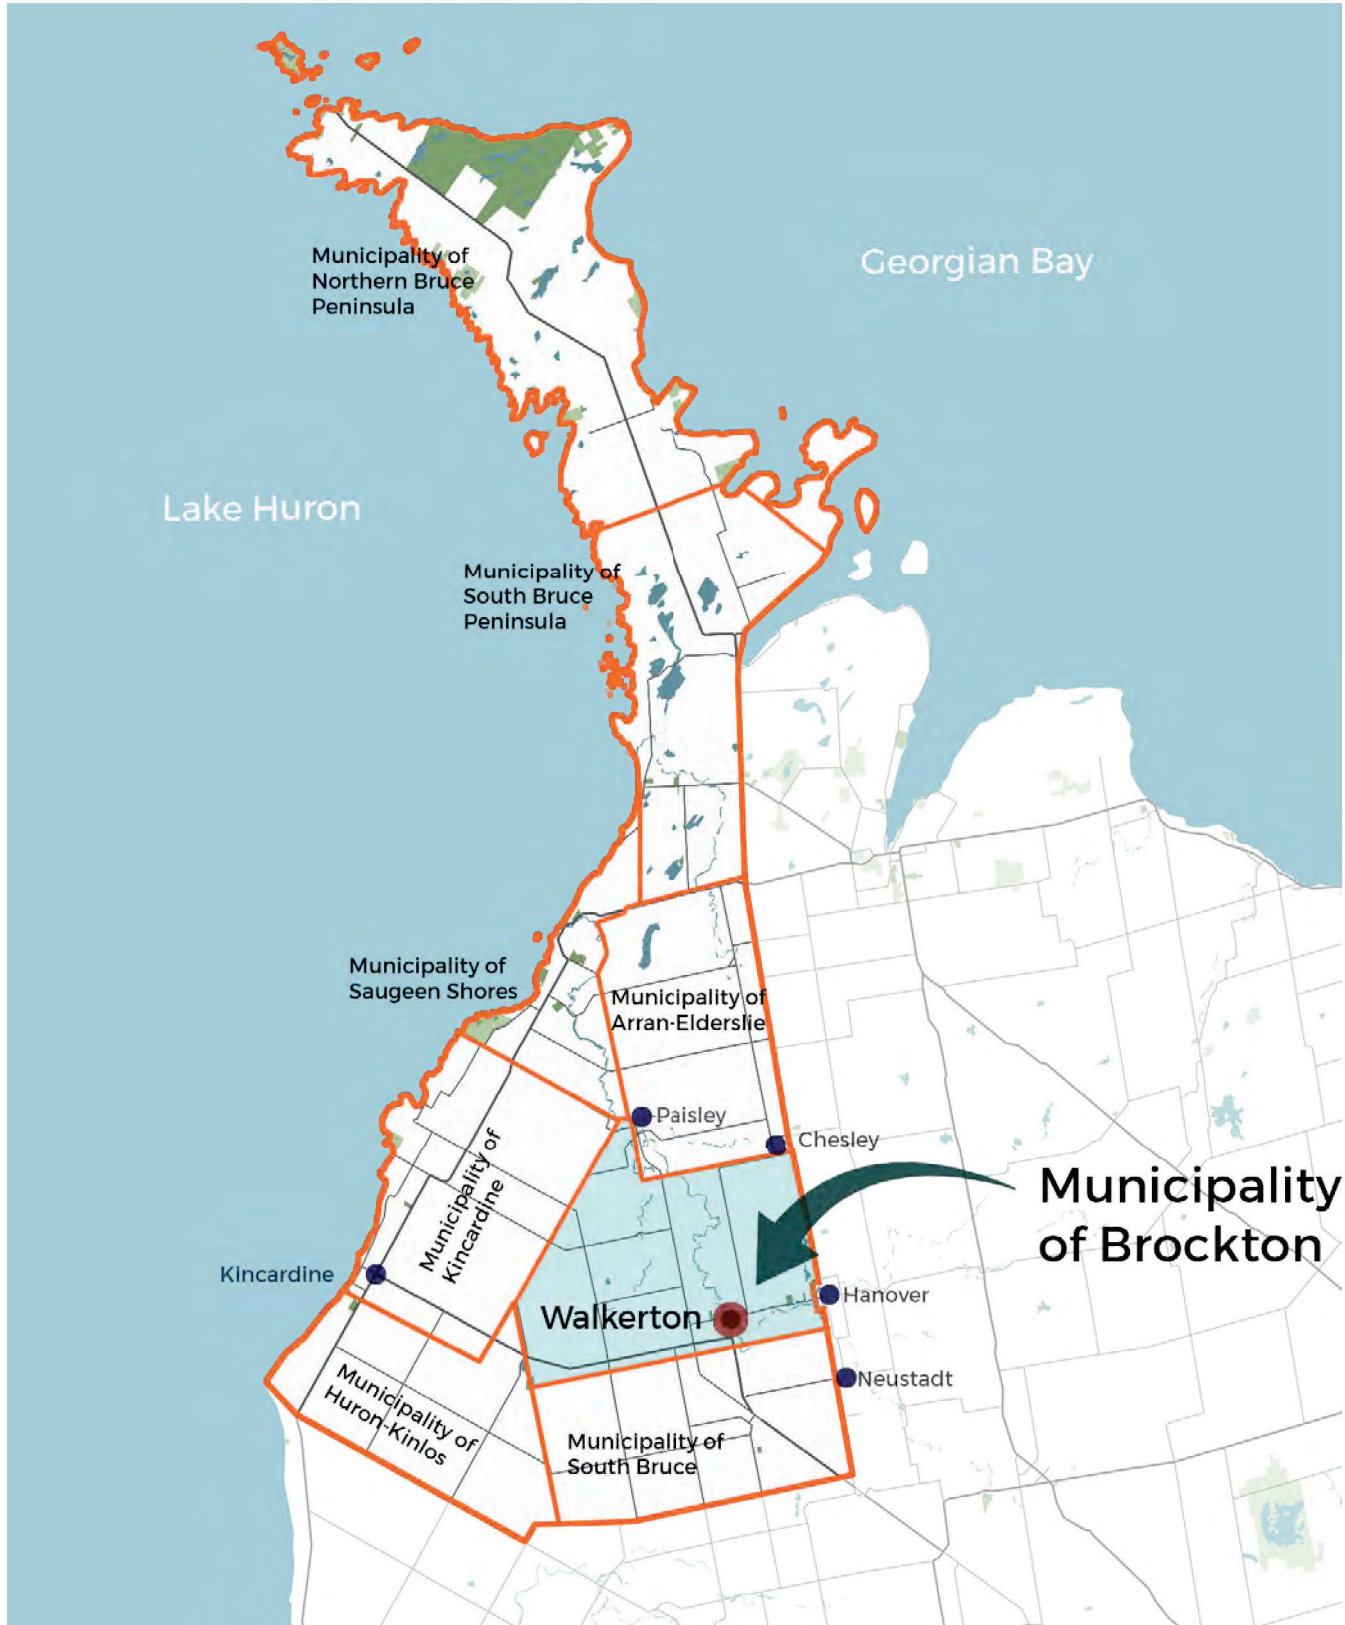 Municipality of
Northern Bruce
Peninsula
Georgian Bay
Lake Huron
Municipality of
South Bruce
Peninsula
Municipality of
Saugeen Shores
Municipality of
Arran-Elderslie
Paisley
Chesley
Municipality of
Kincardine
Municipality
of Brockton
Kincardine
Hanover
Walkerton
Neustadt
Municipality of
Huron-Kinlos
Municipality of
South Bruce